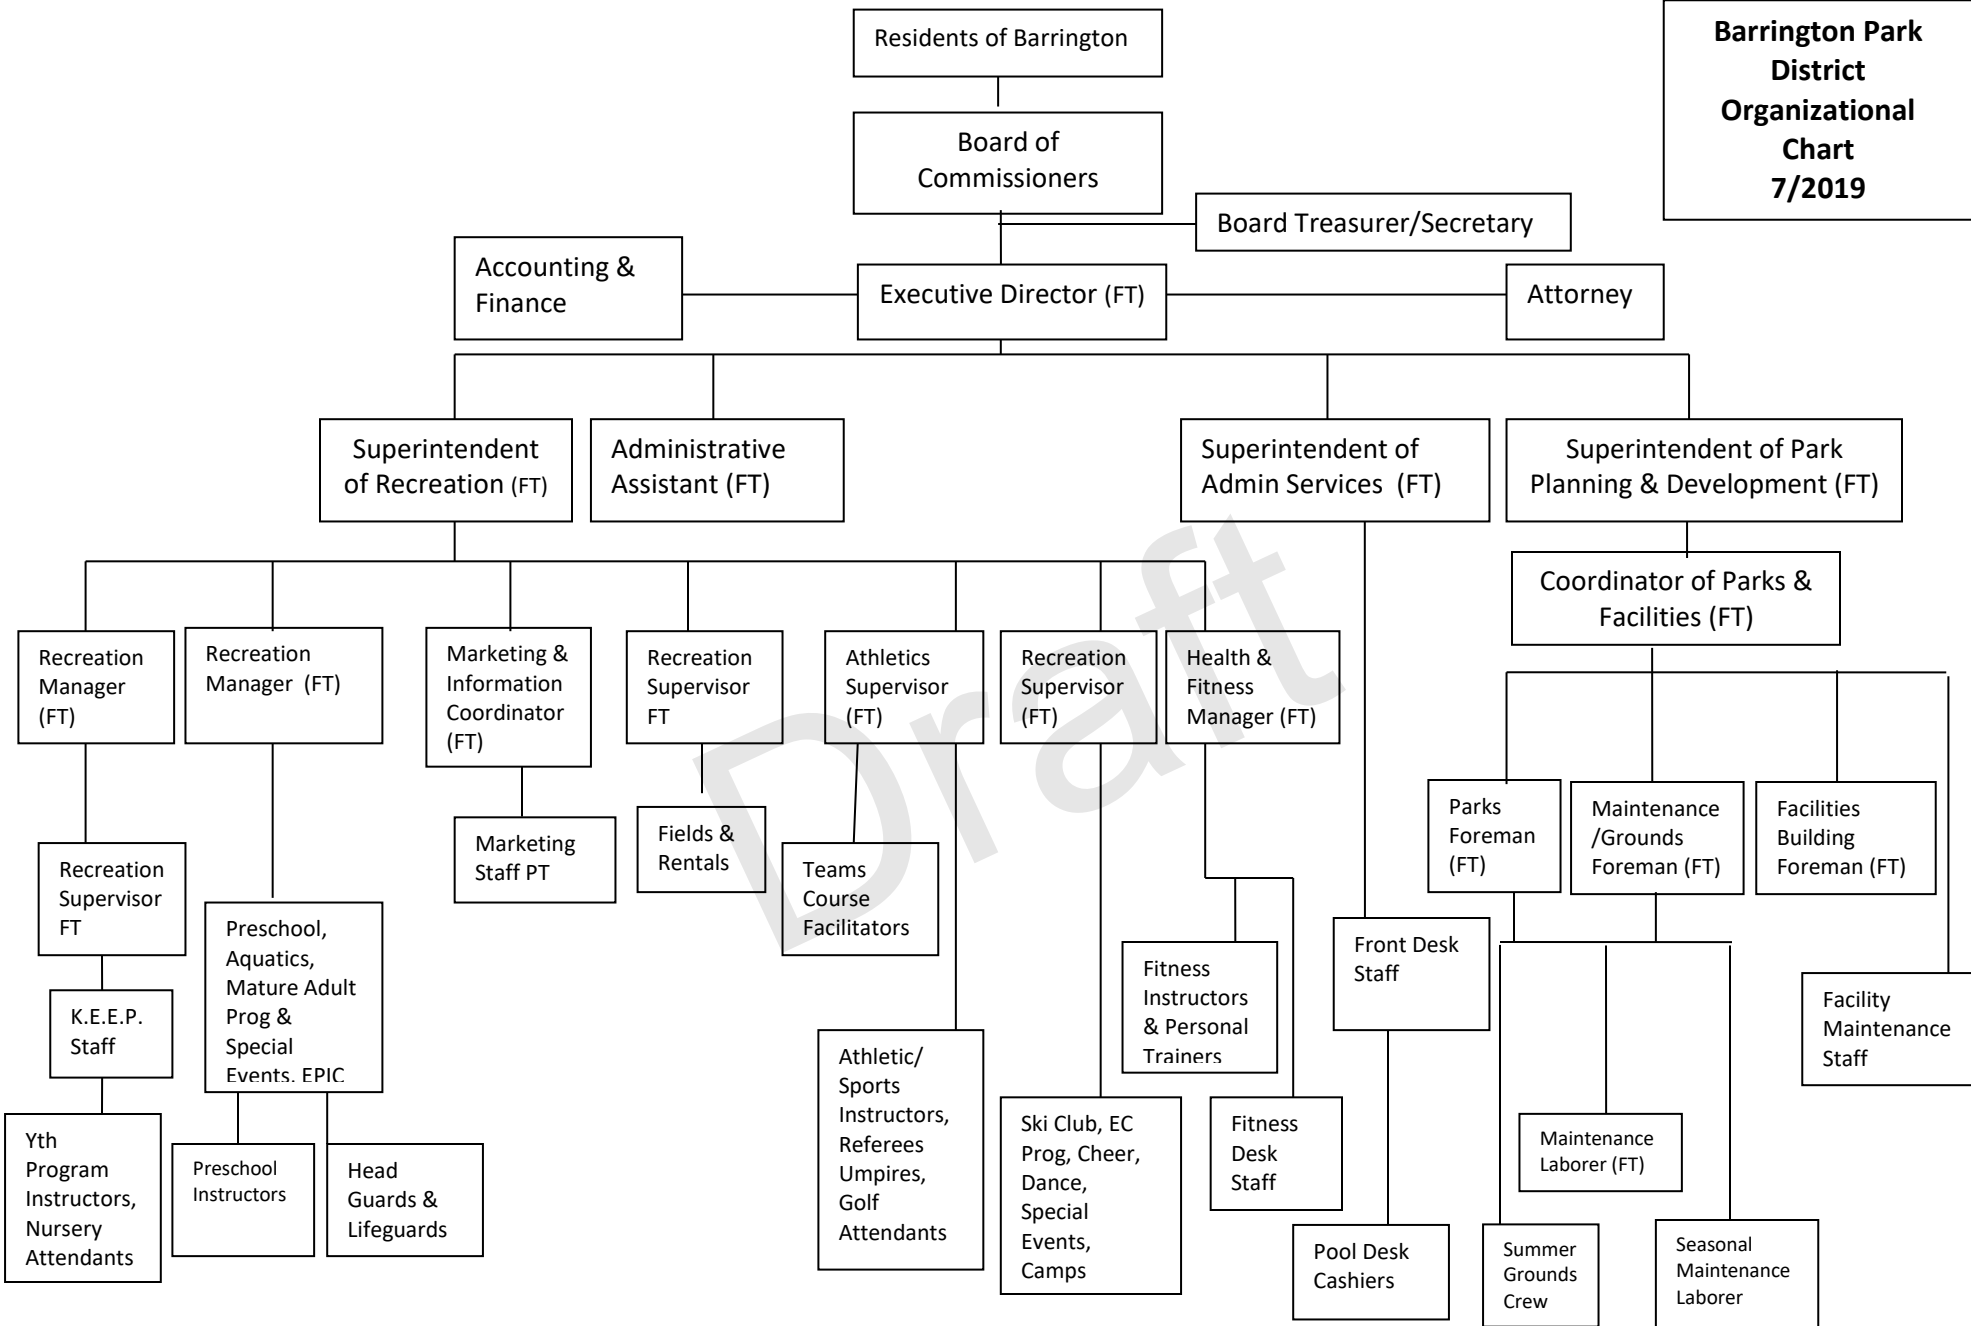 Residents of Barrington
Barrington Park
District
Organizational
Chart
7/2019
Board of
Commissioners
Board Treasurer/Secretary
Accounting &
Finance
Executive Director (FT)
Attorney
Superintendent
of Recreation (FT)
Administrative
Assistant (FT)
Superintendent of
Admin Services (FT)
Superintendent of Park
Planning & Development (FT)
Coordinator of Parks &
Facilities (FT)
Recreation
Manager
(FT)
Recreation
Manager (FT)
Marketing &
Information
Coordinator
(FT)
Recreation
Supervisor
FT
Athletics
Supervisor
(FT)
Recreation
Supervisor
(FT)
Health &
Fitness
Manager (FT)
Draft
Parks
Foreman
(FT)
Maintenance
/Grounds
Foreman (FT)
Facilities
Building
Foreman (FT)
Recreation
Supervisor
FT
Marketing
Staff PT
Fields &
Rentals
Teams
Course
Facilitators
Preschool,
Aquatics,
Mature Adult
Prog &
Special
Events, EPIC
Fitness
Instructors
& Personal
Trainers
Front Desk
Staff
Facility
Maintenance
Staff
K.E.E.P.
Staff
Athletic/
Sports
Instructors,
Referees
Umpires,
Golf
Attendants
Ski Club, EC
Prog, Cheer,
Dance,
Special
Events,
Camps
Fitness
Desk
Staff
Maintenance
Laborer (FT)
Yth
Program
Instructors,
Nursery
Attendants
Preschool
Instructors
Head
Guards &
Lifeguards
Pool Desk
Cashiers
Summer
Grounds
Crew
Seasonal
Maintenance
Laborer